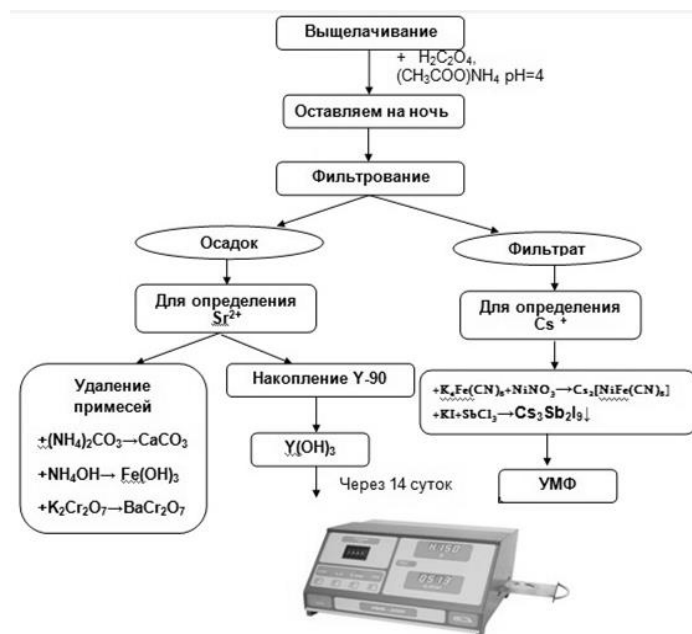 Выщелачивание
+ H₂C₂O₄,
(CH₃COO)NH₄ pH=4
Оставляем на ночь
Фильтрование
Осадок
Фильтрат
Для определения
Sr²⁺
Для определения
Cs ⁺
Удаление
примесей
+(NH₄)₂CO₃→CaCO₃
+NH₄OH→ Fe(OH)₃
+K₂Cr₂O₇→BaCr₂O₇
Накопление Y-90
Y(OH)₃
Через 14 суток
+K₄Fe(CN)₆+NiNO₃→Cs₂[NiFe(CN)₆]
+KI+SbCl₃→Cs₃Sb₂I₉↓
УМФ